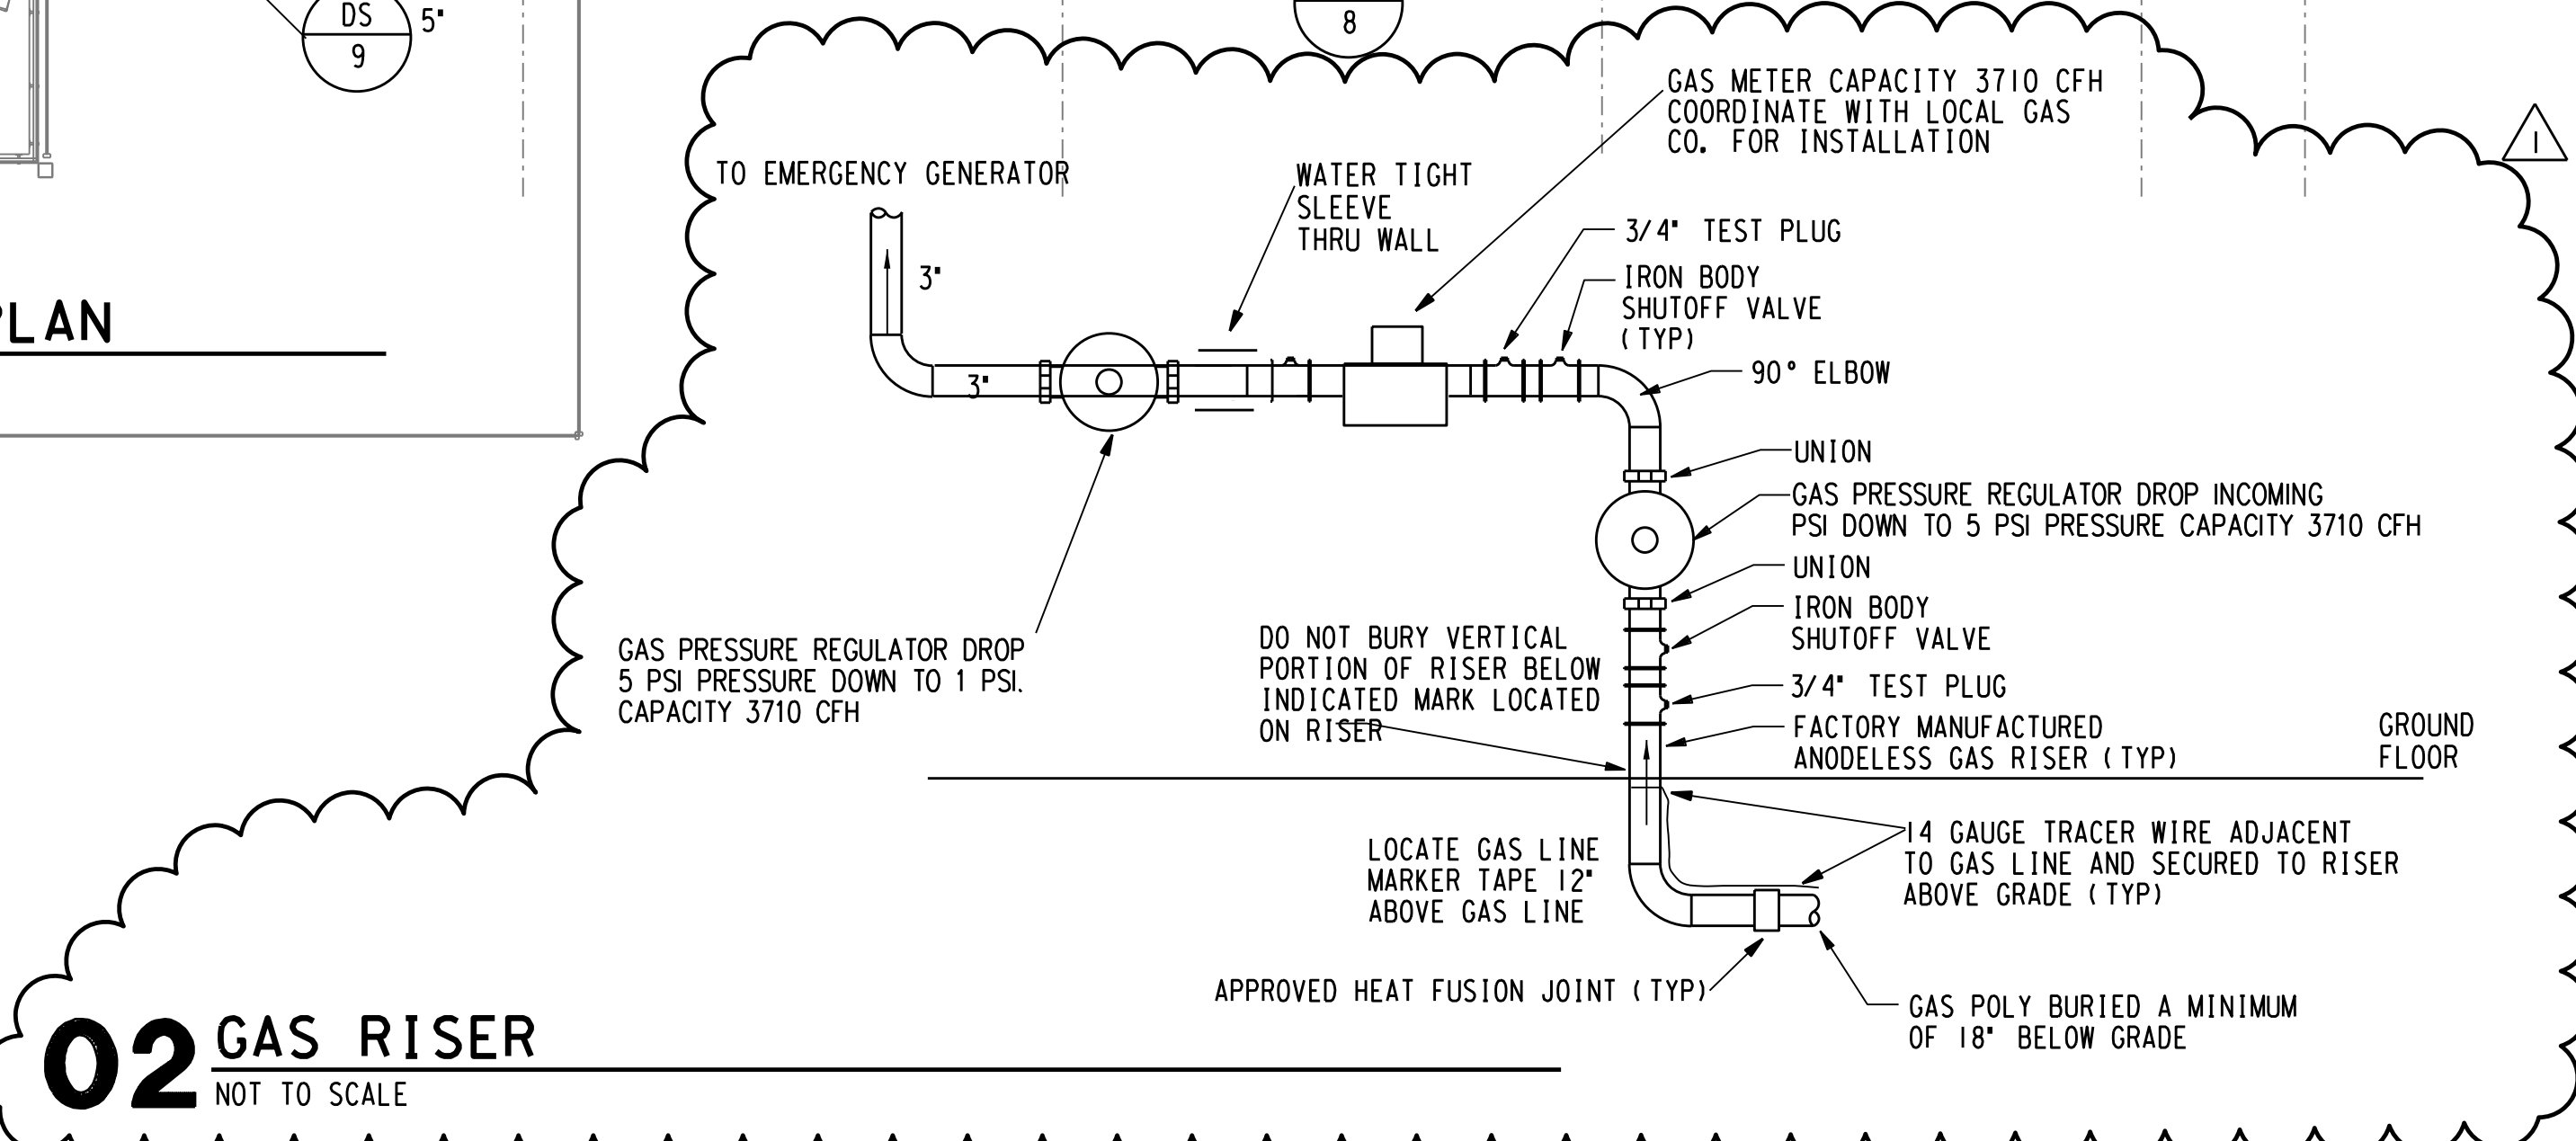 DS
9
5"
8
1
PLAN
GAS METER CAPACITY 3710 CFH
COORDINATE WITH LOCAL GAS
CO. FOR INSTALLATION
TO EMERGENCY GENERATOR
WATER TIGHT
SLEEVE
THRU WALL
3/4" TEST PLUG
IRON BODY
SHUTOFF VALVE
(TYP)
3"
3"
90° ELBOW
UNION
GAS PRESSURE REGULATOR DROP INCOMING
PSI DOWN TO 5 PSI PRESSURE CAPACITY 3710 CFH
UNION
IRON BODY
SHUTOFF VALVE
GAS PRESSURE REGULATOR DROP
5 PSI PRESSURE DOWN TO 1 PSI.
CAPACITY 3710 CFH
DO NOT BURY VERTICAL
PORTION OF RISER BELOW
INDICATED MARK LOCATED
ON RISER
3/4" TEST PLUG
FACTORY MANUFACTURED
ANODELESS GAS RISER (TYP)
GROUND
FLOOR
LOCATE GAS LINE
MARKER TAPE 12"
ABOVE GAS LINE
14 GAUGE TRACER WIRE ADJACENT
TO GAS LINE AND SECURED TO RISER
ABOVE GRADE (TYP)
APPROVED HEAT FUSION JOINT (TYP)
GAS POLY BURIED A MINIMUM
OF 18" BELOW GRADE
02 GAS RISER
NOT TO SCALE